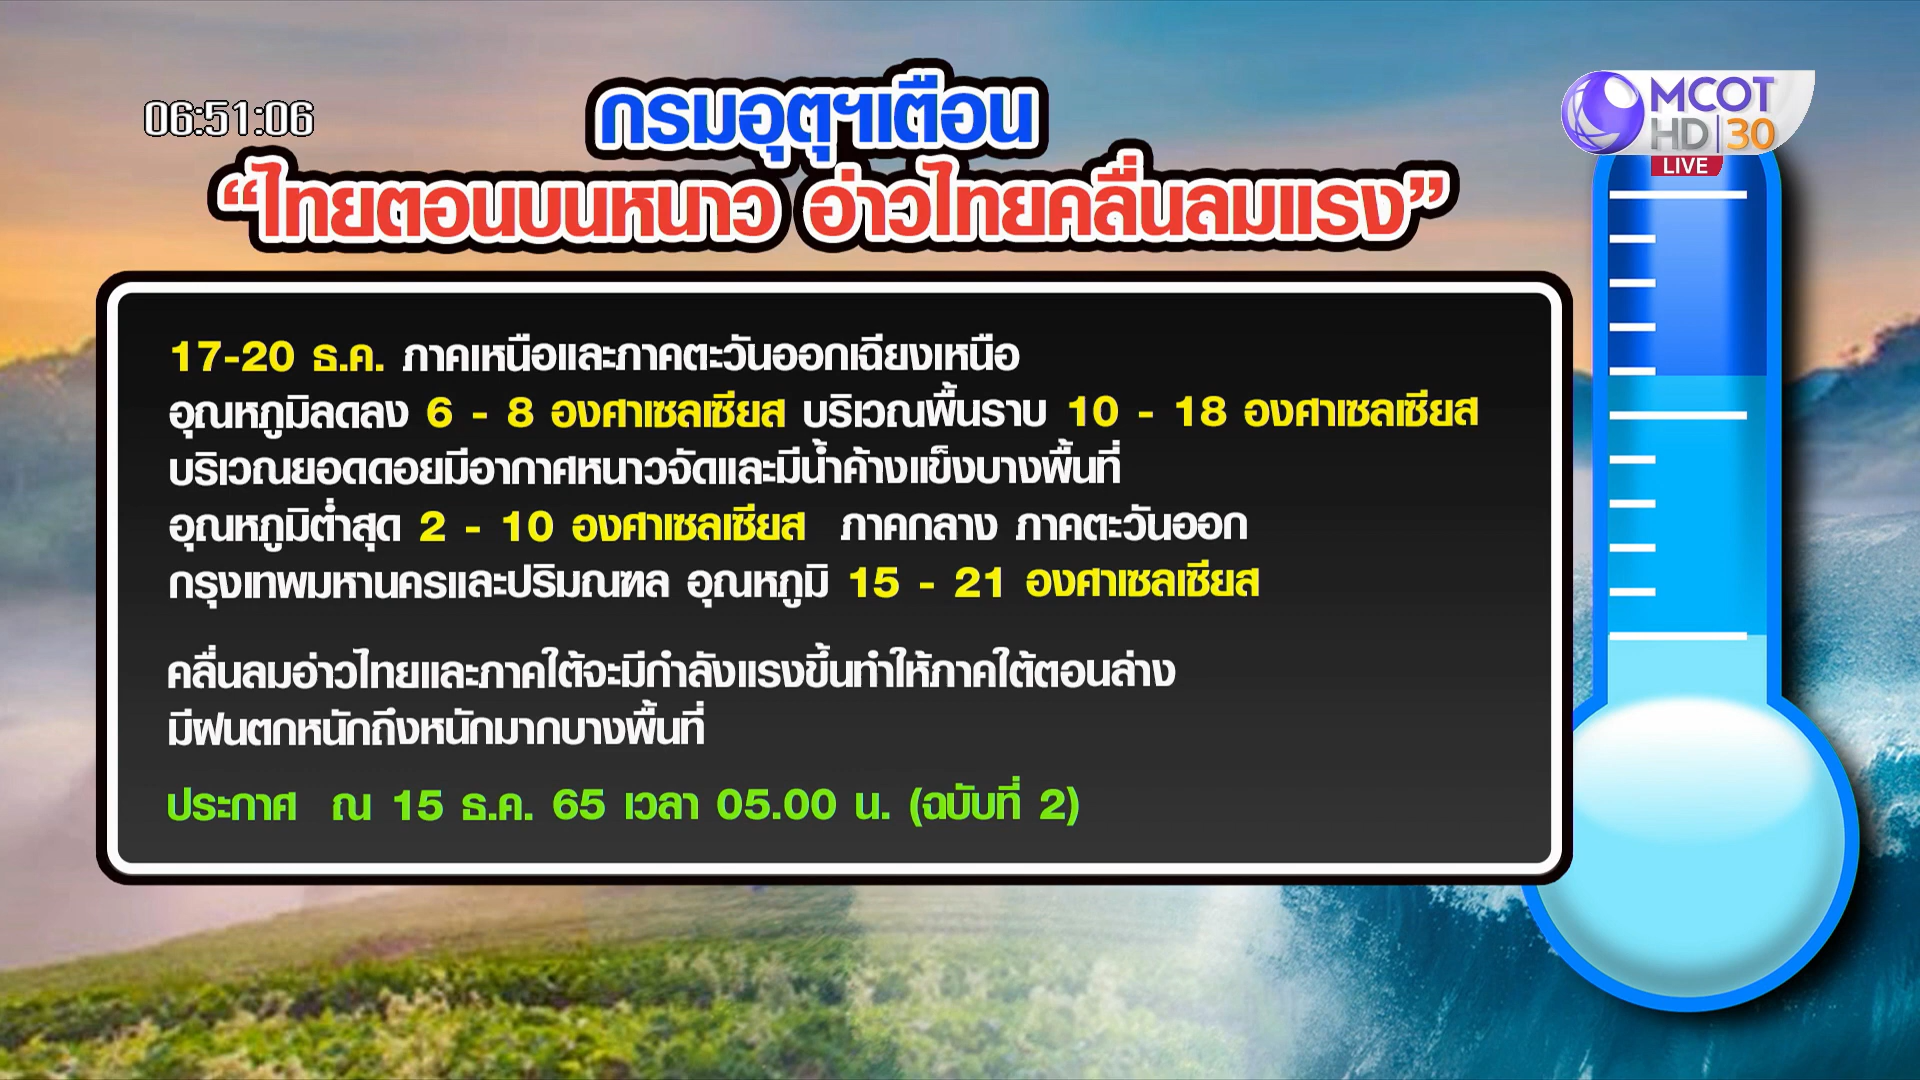 06:51:06
กรมอุตุฯเตือน
“ไทยตอนบนหนาว อ่าวไทยคลื่นลมแรง”
MCOT
HD|30
LIVE
17-20 ธ.ค. ภาคเหนือและภาคตะวันออกเฉียงเหนือ
อุณหภูมิลดลง 6 - 8 องศาเซลเซียส บริเวณพื้นราบ 10 - 18 องศาเซลเซียส
บริเวณยอดดอยมีอากาศหนาวจัดและมีน้ำค้างแข็งบางพื้นที่
อุณหภูมิต่ำสุด 2 - 10 องศาเซลเซียส ภาคกลาง ภาคตะวันออก
กรุงเทพมหานครและปริมณฑล อุณหภูมิ 15 - 21 องศาเซลเซียส
คลื่นลมอ่าวไทยและภาคใต้จะมีกำลังแรงขึ้นทำให้ภาคใต้ตอนล่าง
มีฝนตกหนักถึงหนักมากบางพื้นที่
ประกาศ ณ 15 ธ.ค. 65 เวลา 05.00 น. (ฉบับที่ 2)